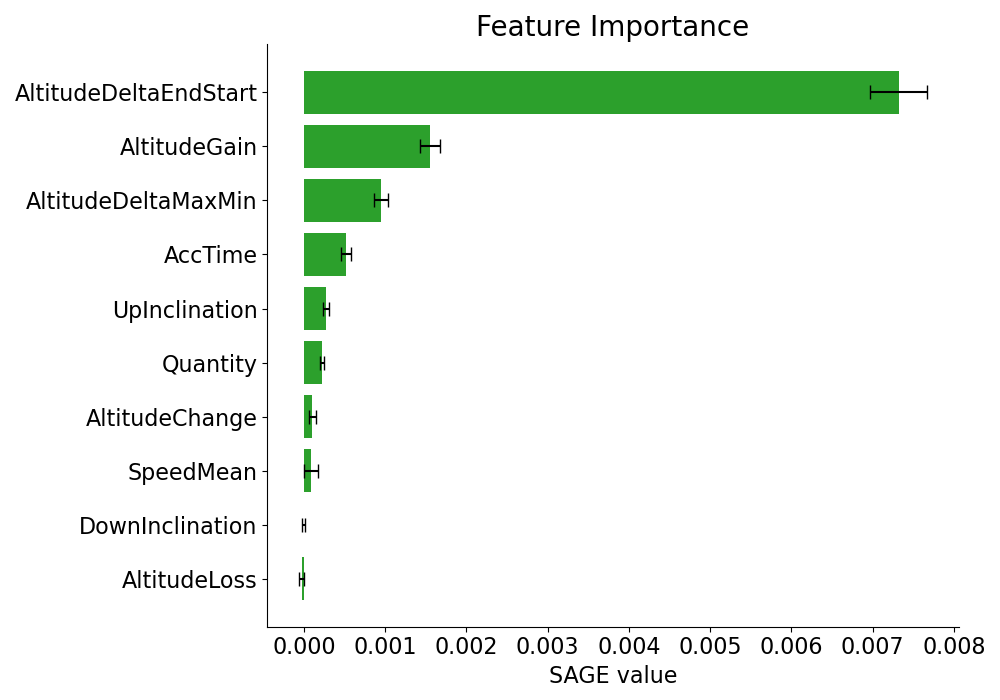 Feature Importance
AltitudeDeltaEndStart
AltitudeGain
AltitudeDeltaMaxMin
AccTime
UpInclination
Quantity
AltitudeChange
SpeedMean
DownInclination
AltitudeLoss
0.000 0.001 0.002 0.003 0.004 0.005 0.006 0.007 0.008
SAGE value